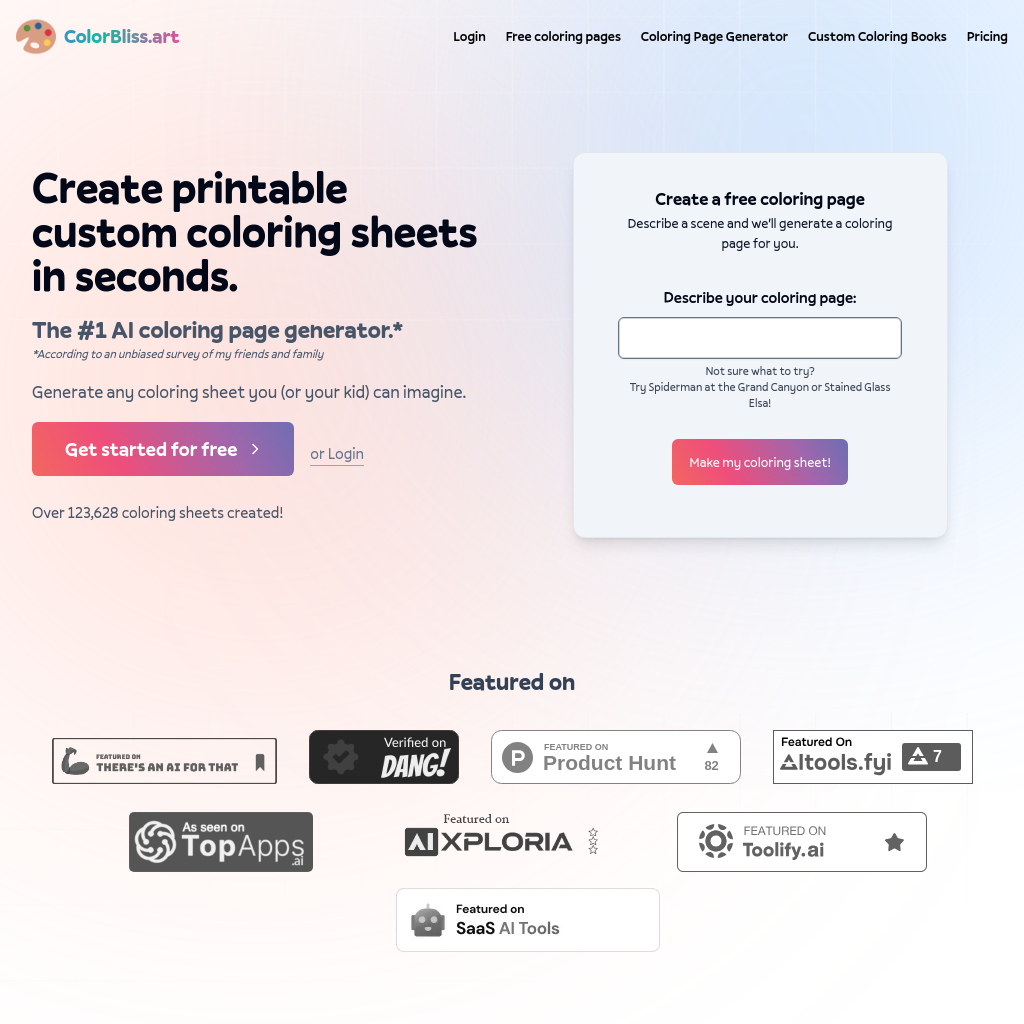 ColorBliss.art
Login
Free coloring pages
Coloring Page Generator
Custom Coloring Books
Pricing
Create printable
custom coloring sheets
in seconds.
The #1 AI coloring page generator.*
*According to an unbiased survey of my friends and family
Generate any coloring sheet you (or your kid) can imagine.
Get started for free
or Login
Over 123,628 coloring sheets created!
Create a free coloring page
Describe a scene and we'll generate a coloring
page for you.
Describe your coloring page:
Not sure what to try?
Try Spiderman at the Grand Canyon or Stained Glass
Elsa!
Make my coloring sheet!
Featured on
FEATURED ON
THERE'S AN AI FOR THAT
Verified on
DANG!
P
FEATURED ON
Product Hunt
82
Featured On
AItools.fyi
7
As seen on
TopApps
.ai
Featured on
AIXPLORIA
FEATURED ON
Toolify.ai
Featured on
SaaS AI Tools